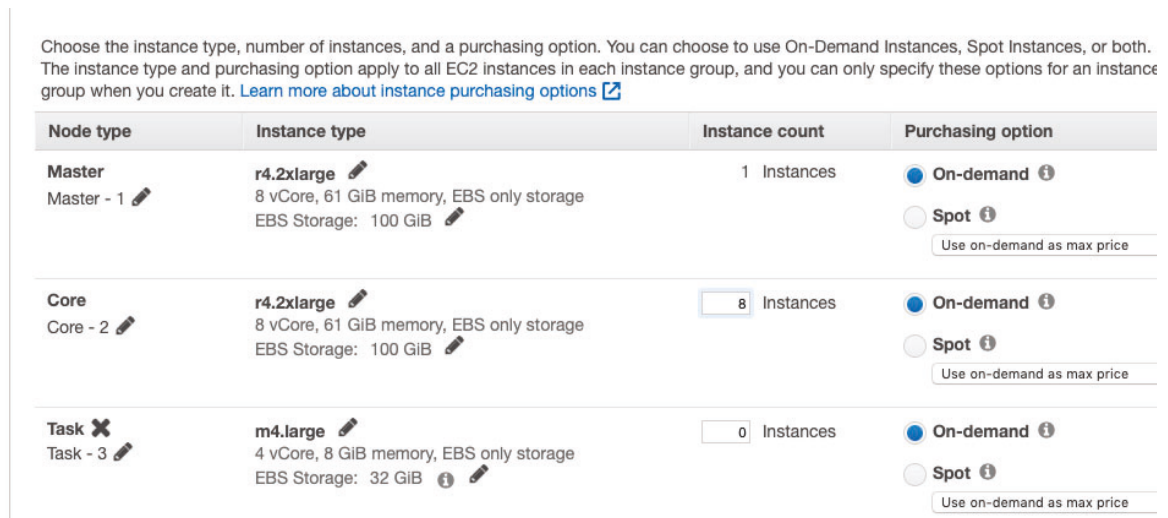 Choose the instance type, number of instances, and a purchasing option. You can choose to use On-Demand Instances, Spot Instances, or both.
The instance type and purchasing option apply to all EC2 instances in each instance group, and you can only specify these options for an instance
group when you create it. Learn more about instance purchasing options
Node type Instance type Instance count Purchasing option
Master r4.2xlarge 1 Instances On-demand
Master - 1 8 vCore, 61 GiB memory, EBS only storage
EBS Storage: 100 GiB Spot
Use on-demand as max price
Core r4.2xlarge 8 Instances On-demand
Core - 2 8 vCore, 61 GiB memory, EBS only storage
EBS Storage: 100 GiB Spot
Use on-demand as max price
Task m4.large 0 Instances On-demand
Task - 3 4 vCore, 8 GiB memory, EBS only storage
EBS Storage: 32 GiB Spot
Use on-demand as max price